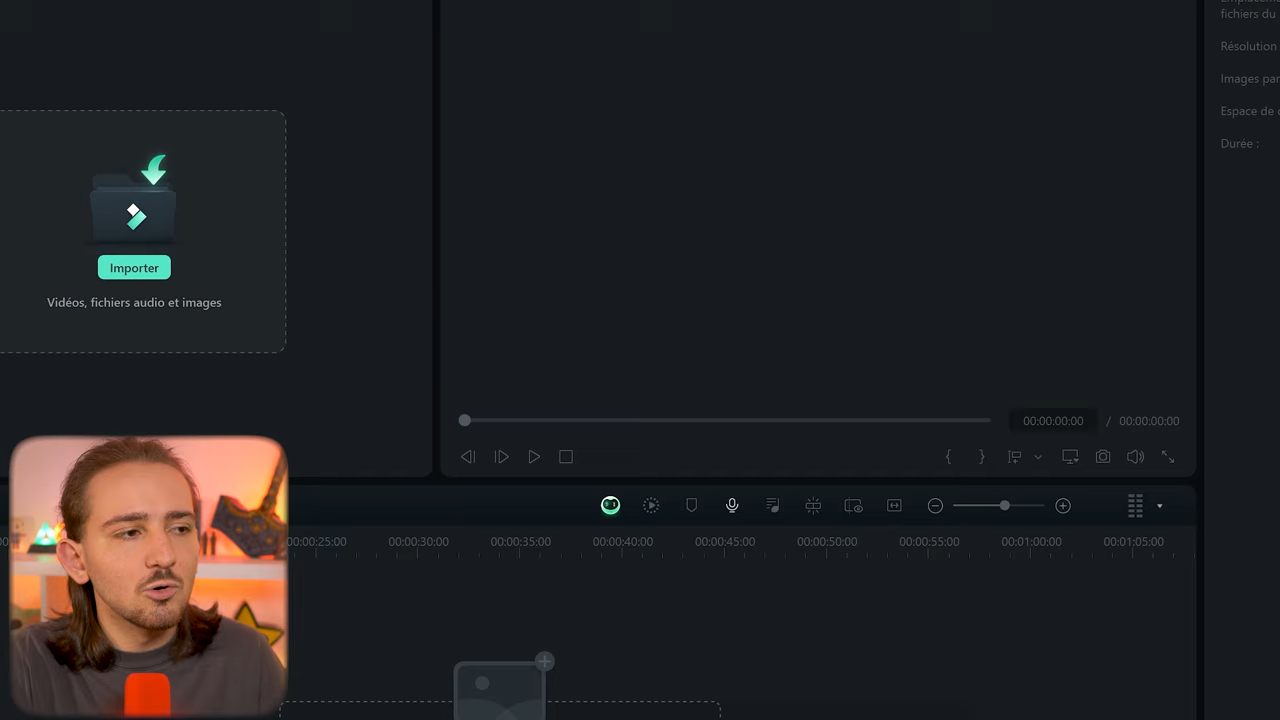 fichiers du
Résolution
Images par
Espace de
Durée :
Importer
Vidéos, fichiers audio et images
00:00:00:00 / 00:00:00:00
00:00:25:00 00:00:30:00 00:00:35:00 00:00:40:00 00:00:45:00 00:00:50:00 00:00:55:00 00:01:00:00 00:01:05:00